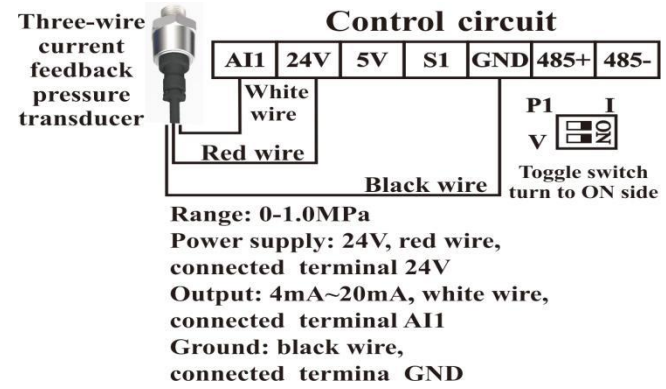 Three-wire
current
feedback
pressure
transducer
Control circuit
AI1 24V 5V S1 GND 485+ 485-
White
wire
Red wire
Black wire
P1 I
V ON
Toggle switch
turn to ON side
Range: 0-1.0MPa
Power supply: 24V, red wire,
connected terminal 24V
Output: 4mA~20mA, white wire,
connected terminal AI1
Ground: black wire,
connected termina GND